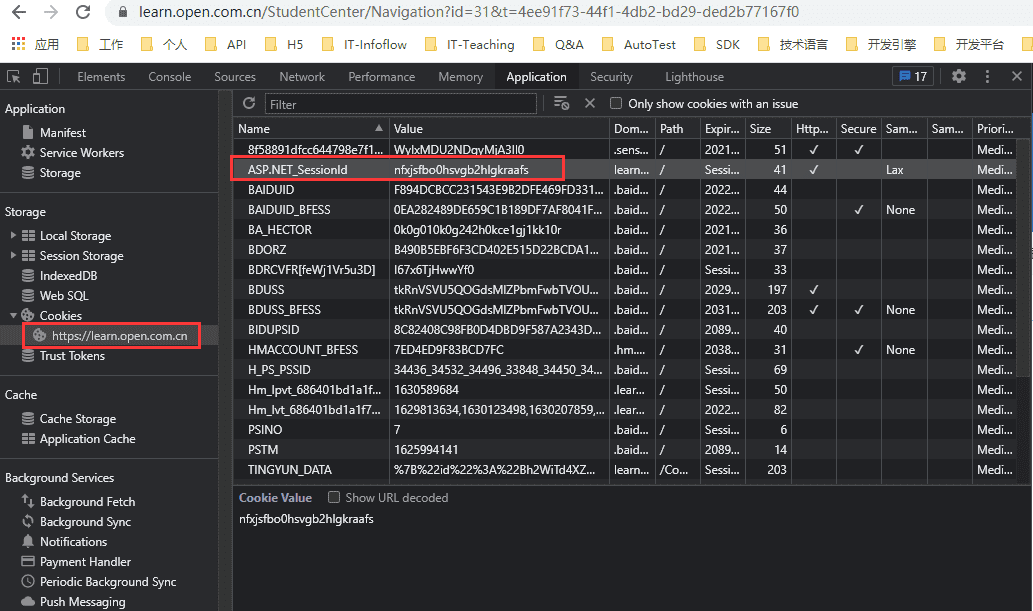 learn.open.com.cn/StudentCenter/Navigation?id=31&t=4ee91f73-44f1-4db2-bd29-ded2b77167f0
应用 工作 个人 API H5 IT-Infoflow IT-Teaching Q&A AutoTest SDK 技术语言 开发引擎 开发平台
Elements Console Sources Network Performance Memory Application Security Lighthouse 17
Application
Manifest
Service Workers
Storage
Storage
Local Storage
Session Storage
IndexedDB
Web SQL
Cookies
https://learn.open.com.cn
Trust Tokens
Cache
Cache Storage
Application Cache
Background Services
Background Fetch
Background Sync
Notifications
Payment Handler
Periodic Background Sync
Push Messaging
Filter Only show cookies with an issue
Name Value Dom... Path Expir... Size Http... Secure Sam... Sam... Priori...
8f58891dfcc644798e7f1... WylxMDU2NDgyMjA3Il0 .sens... / 2021... 51 ✓ ✓ Medi...
ASP.NET_SessionId nfxjsfbo0hsvgb2hlgkraafs learn... / Sessi... 41 ✓ Lax Medi...
BAIDUID F894DCBCC231543E9B2DFE469FD331... .baid... / 2022... 44 Medi...
BAIDUID_BFESS 0EA282489DE659C1B189DF7AF8041F... .baid... / 2022... 50 ✓ None Medi...
BA_HECTOR 0k0g010k0g242h0kce1gj1kk10r .baid... / 2021... 36 Medi...
BDORZ B490B5EBF6F3CD402E515D22BCDA1... .baid... / 2021... 37 Medi...
BDRCVFR[feWj1Vr5u3D] I67x6TjHwwYf0 .baid... / Sessi... 33 Medi...
BDUSS tkRnVSVU5QOGdsMlZPbmFwbTVOU... .baid... / 2029... 197 ✓ Medi...
BDUSS_BFESS tkRnVSVU5QOGdsMlZPbmFwbTVOU... .baid... / 2031... 203 ✓ ✓ None Medi...
BIDUPSID 8C82408C98FB0D4DBD9F587A2343D... .baid... / 2089... 40 Medi...
HMACCOUNT_BFESS 7ED4ED9F83BCD7FC .hm.... / 2038... 31 ✓ None Medi...
H_PS_PSSID 34436_34532_34496_33848_34450_34... .baid... / Sessi... 69 Medi...
Hm_lpvt_686401bd1a1f... 1630589684 .lear... / Sessi... 50 Medi...
Hm_lvt_686401bd1a1f7... 1629813634,1630123498,1630207859,... .lear... / 2022... 82 Medi...
PSINO 7 .baid... / Sessi... 6 Medi...
PSTM 1625994141 .baid... / 2089... 14 Medi...
TINGYUN_DATA %7B%22id%22%3A%22Bh2WiTd4XZ... learn... /Co... Sessi... 203 Medi...
Cookie Value Show URL decoded
nfxjsfbo0hsvgb2hlgkraafs